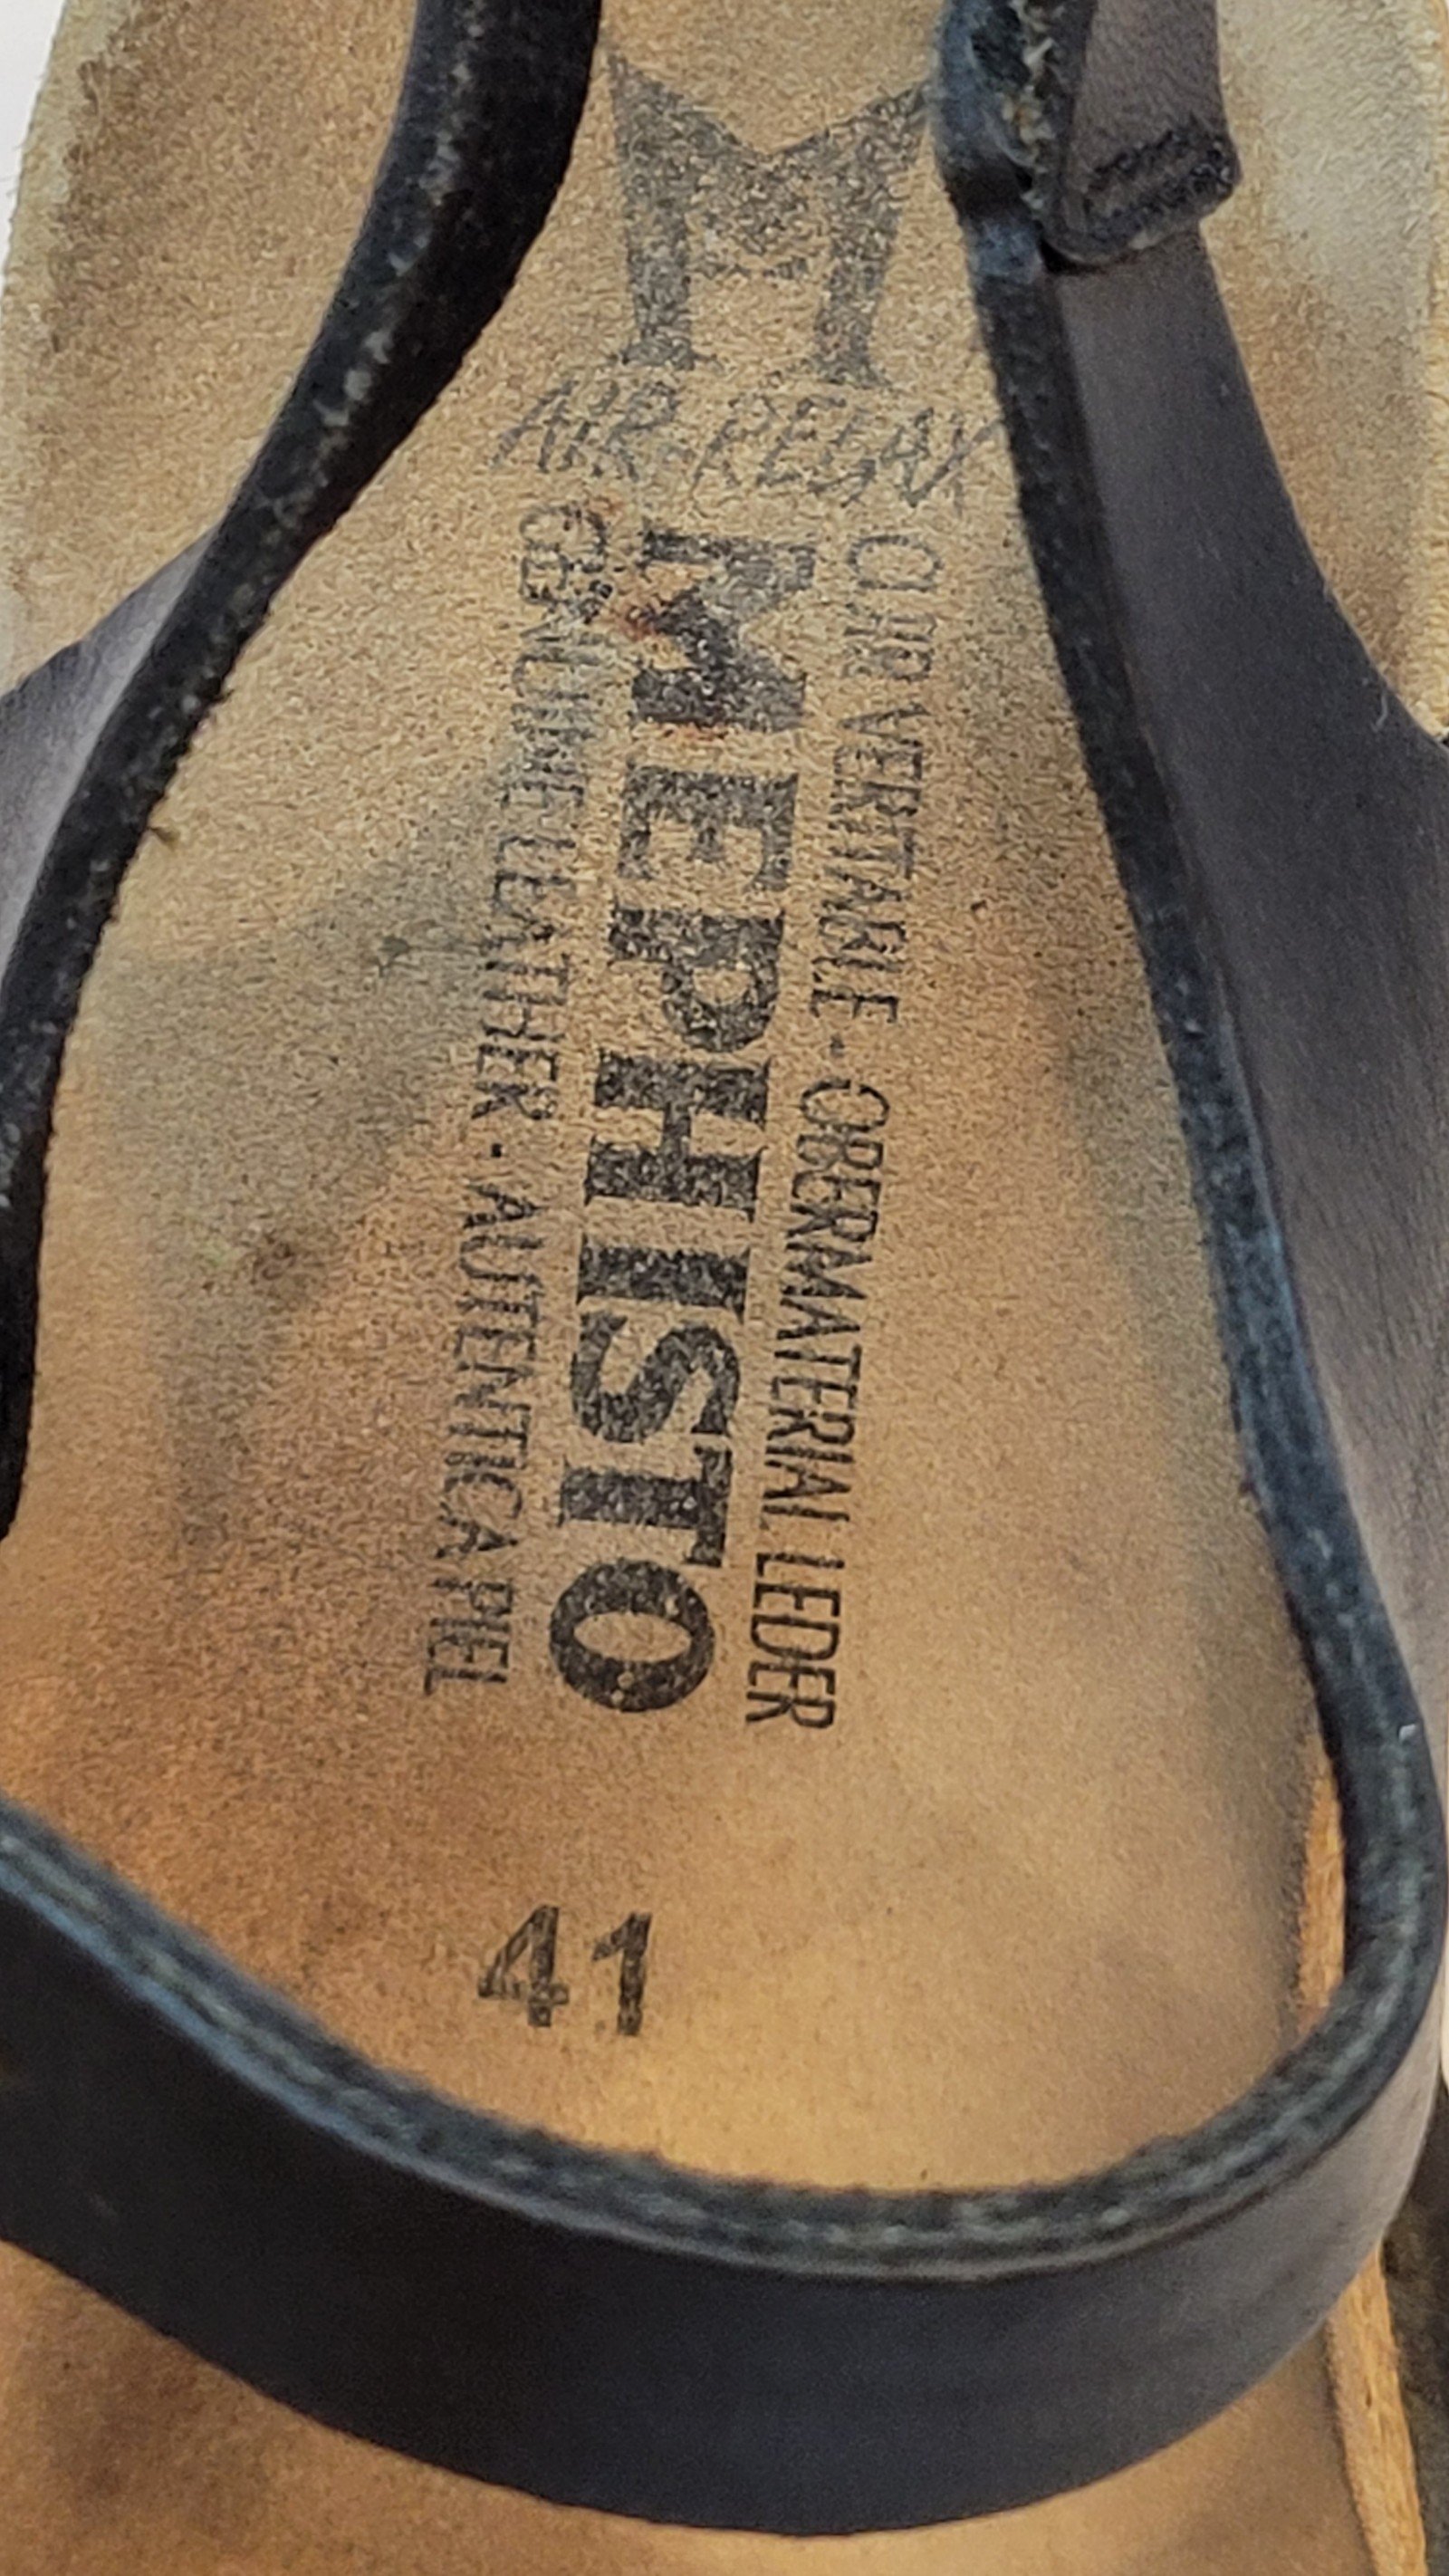 AIR-RELAX
CUIR VERITABLE - OBERMATERIAL LEDER
MEPHISTO
GENUINE LEATHER - AUTENTICA PIEL
41